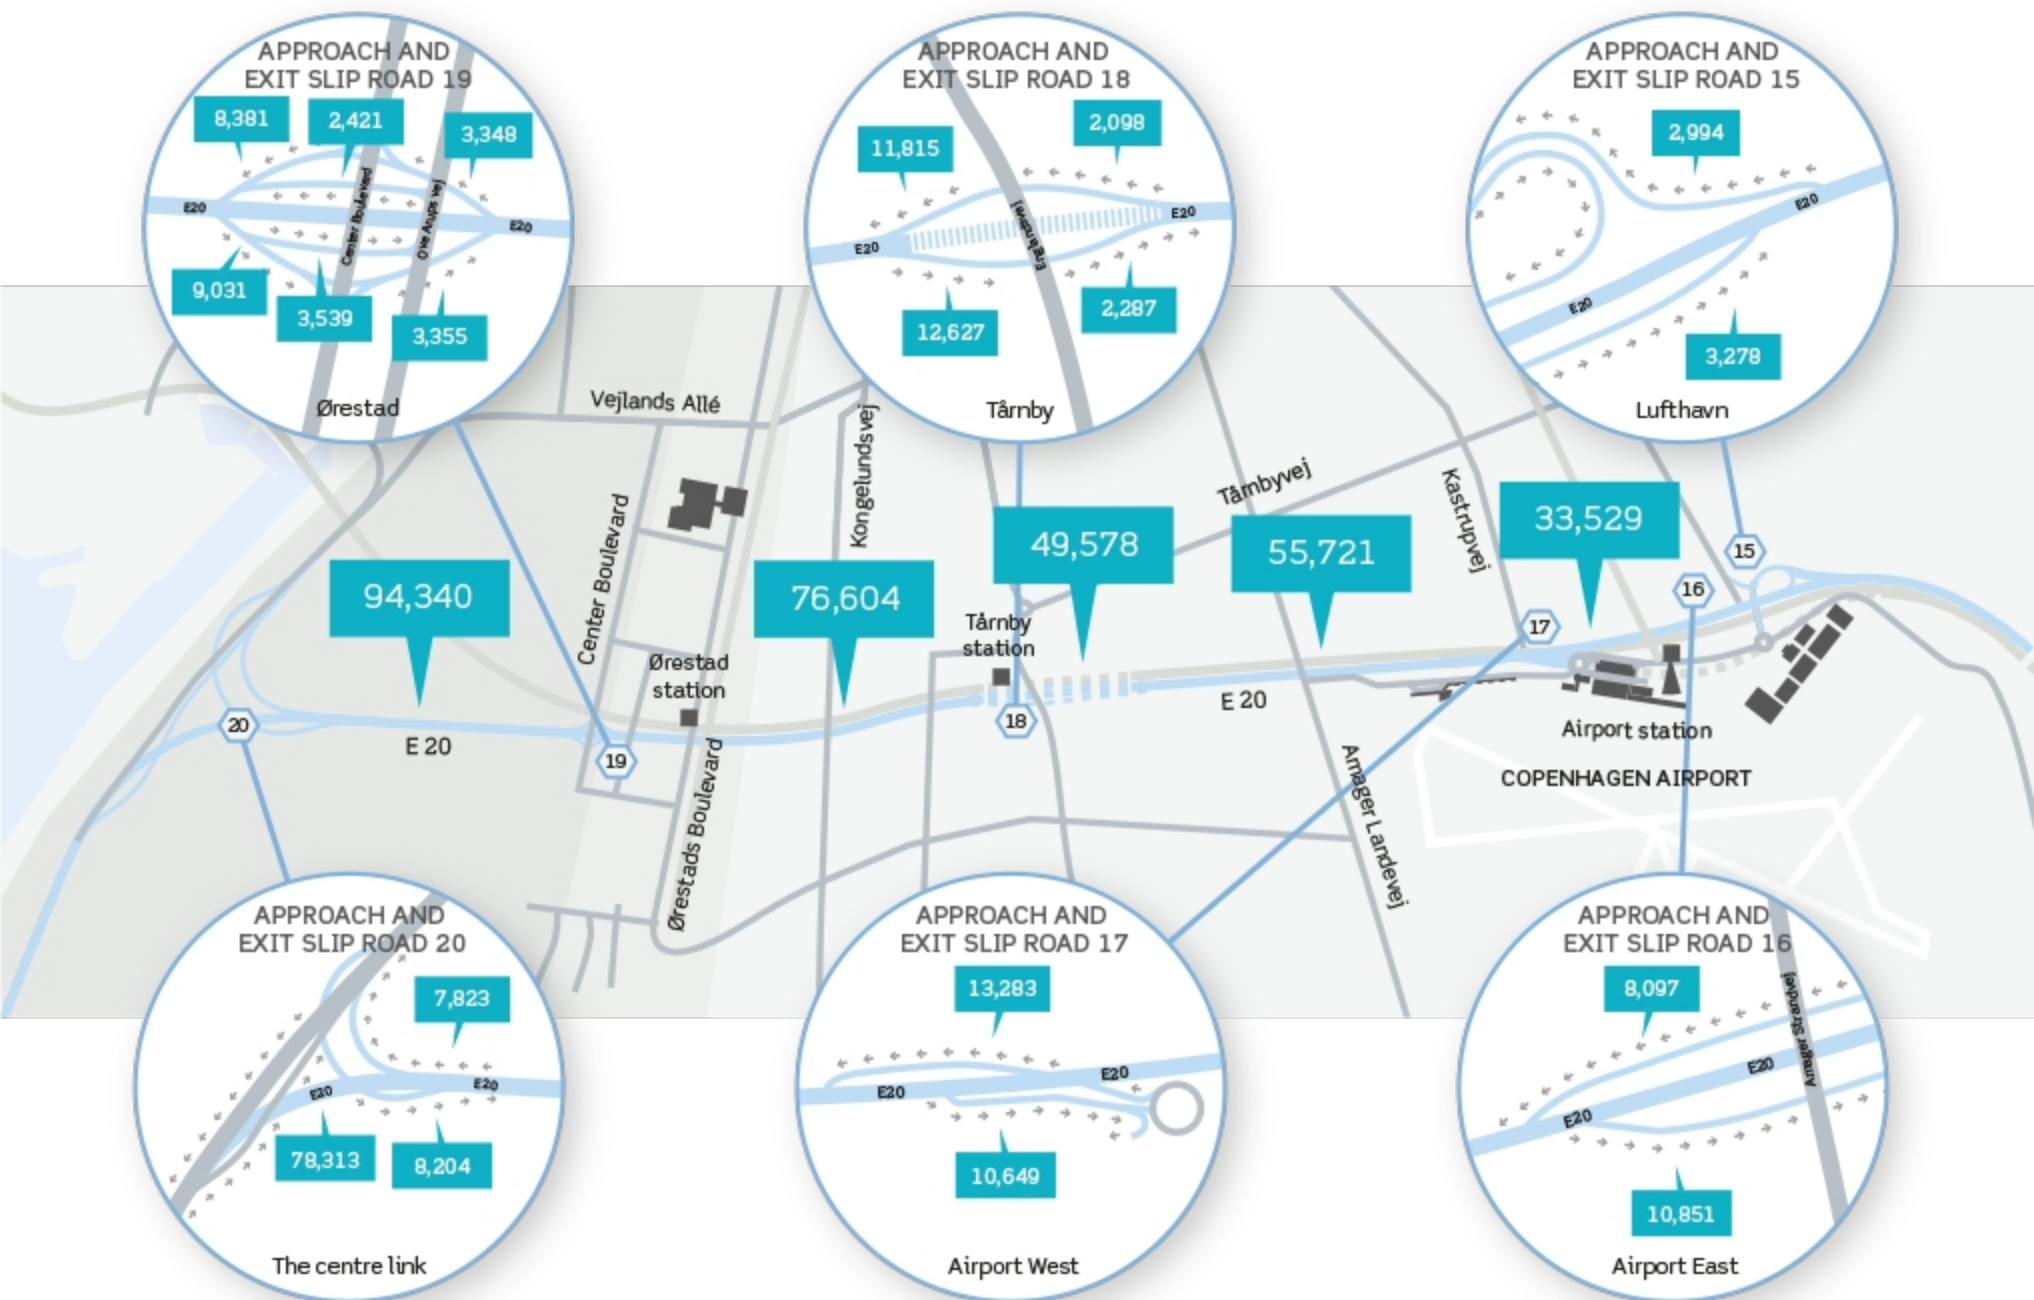 APPROACH AND
EXIT SLIP ROAD 19
8,381
2,421
3,348
E20
Center Boulevard
Ove Arups Vej
E20
9,031
3,539
3,355
Ørestad
APPROACH AND
EXIT SLIP ROAD 18
11,815
2,098
E20
Englandsvej
E20
12,627
2,287
Tårnby
APPROACH AND
EXIT SLIP ROAD 15
2,994
E20
E20
3,278
Lufthavn
Vejlands Allé
Kongelundsvej
Center Boulevard
Tårnbyvej
Kastrupvej
94,340
76,604
49,578
55,721
33,529
15
16
17
Tårnby
station
Ørestad
station
20
E 20
19
18
E 20
Airport station
COPENHAGEN AIRPORT
Ørestads Boulevard
Amager Landevej
APPROACH AND
EXIT SLIP ROAD 20
7,823
E20
E20
78,313
8,204
The centre link
APPROACH AND
EXIT SLIP ROAD 17
13,283
E20
E20
10,649
Airport West
APPROACH AND
EXIT SLIP ROAD 16
8,097
Amager Strandvej
E20
E20
10,851
Airport East